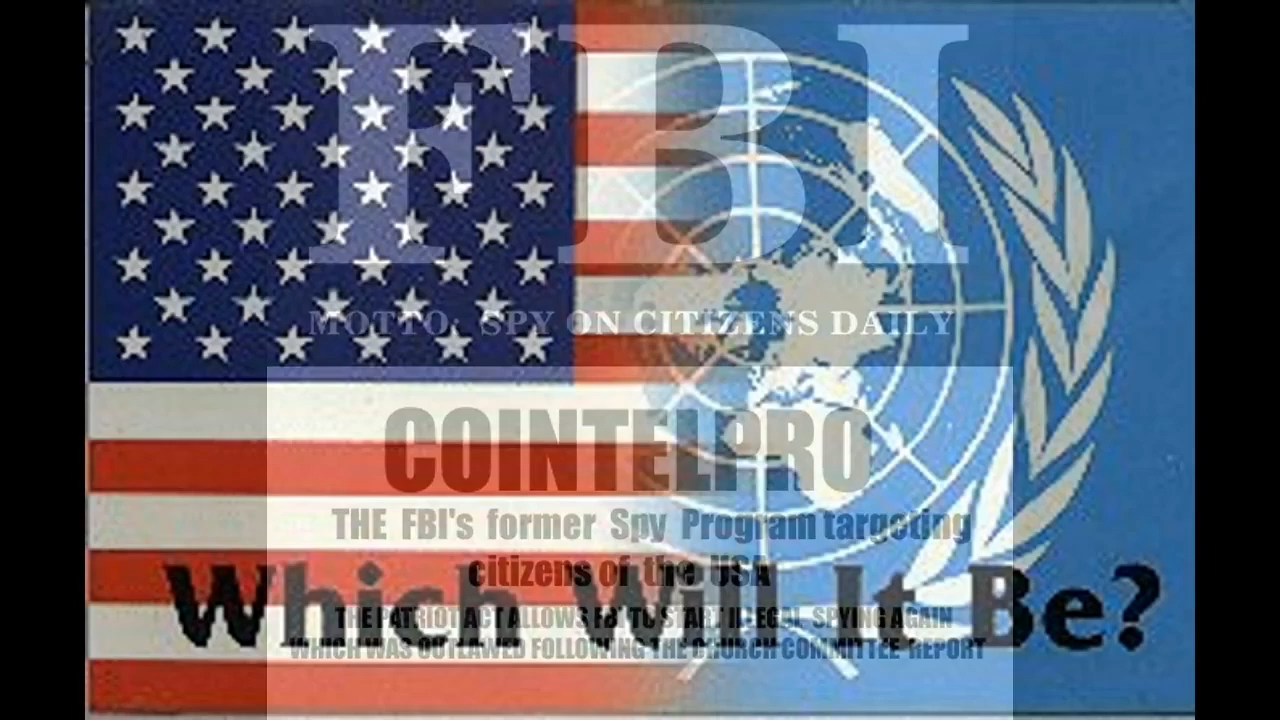 FBI
MOTTO: SPY ON CITIZENS DAILY
COINTELPRO
THE FBI's former Spy Program targeting
citizens of the USA
Which Will It Be?
THE PATRIOT ACT ALLOWS FBI TO START ILLEGAL SPYING AGAIN
WHICH WAS OUTLAWED FOLLOWING THE CHURCH COMMITTEE REPORT